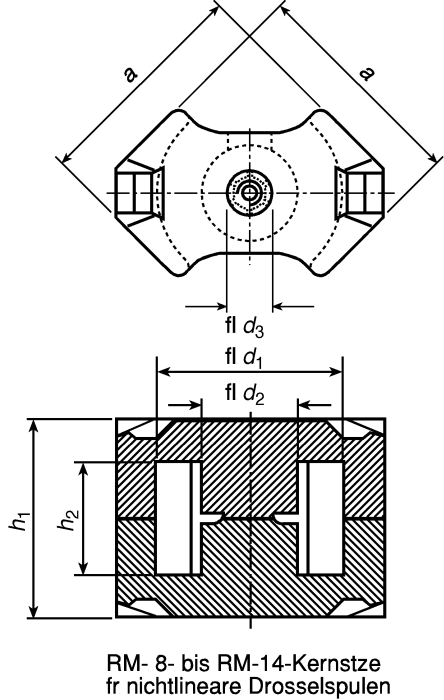 a
a
fl d3
fl d1
fl d2
h1
h2
RM- 8- bis RM-14-Kernstze
fr nichtlineare Drosselspulen